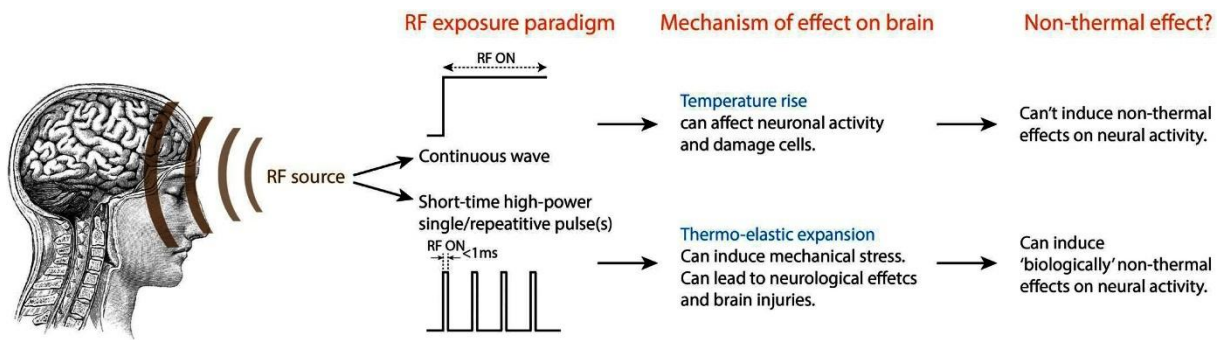 RF exposure paradigm
Mechanism of effect on brain
Non-thermal effect?
RF ON
Temperature rise
can affect neuronal activity
and damage cells.
Can't induce non-thermal
effects on neural activity.
Continuous wave
RF source
Short-time high-power
single/repeatitive pulse(s)
RF ON
<1ms
Thermo-elastic expansion
Can induce mechanical stress.
Can lead to neurological effetcs
and brain injuries.
Can induce
'biologically' non-thermal
effects on neural activity.